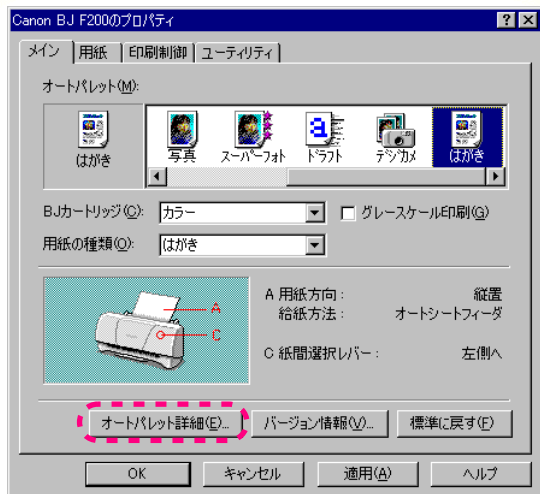 Canon BJ F200のプロパティ
メイン 用紙 印刷制御 ユーティリティ
オートパレット(M):
はがき 写真 スーパーフォト ドラフト デジカメ はがき
BJカートリッジ(C): カラー グレースケール印刷(G)
用紙の種類(O): はがき
A 用紙方向: 縦置
給紙方法: オートシートフィーダ
A
C
C 紙間選択レバー: 左側へ
オートパレット詳細(E)... バージョン情報(V)... 標準に戻す(F)
OK キャンセル 適用(A) ヘルプ